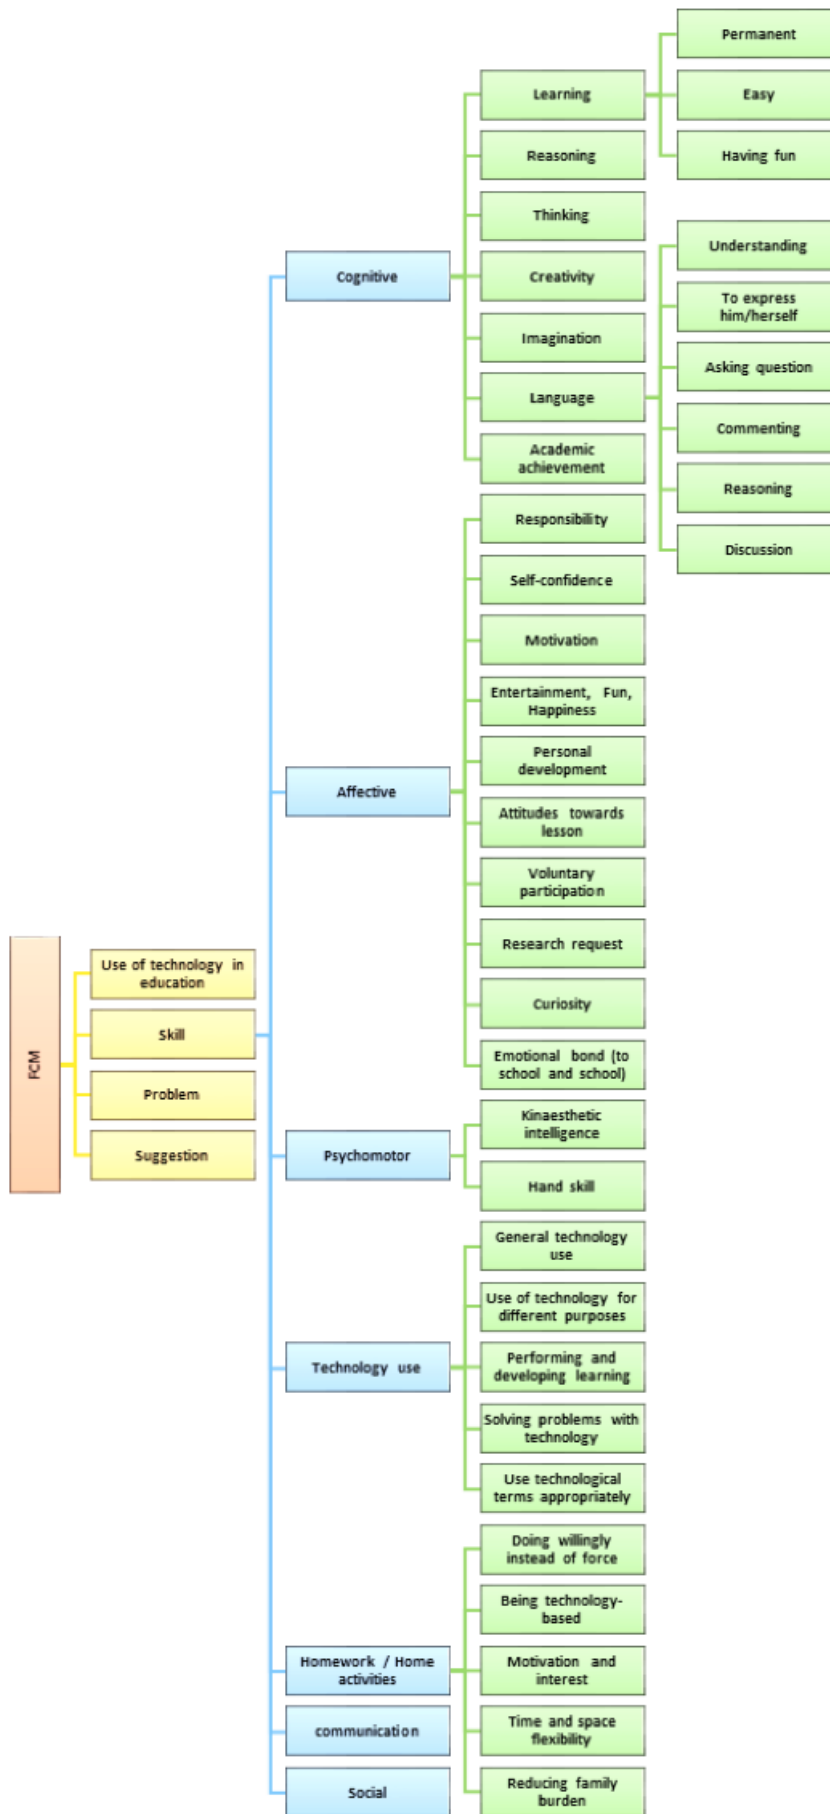 FCM
Use of technology in
education
Skill
Problem
Suggestion
Cognitive
Affective
Psychomotor
Technology use
Homework / Home
activities
communication
Social
Learning
Reasoning
Thinking
Creativity
Imagination
Language
Academic
achievement
Responsibility
Self-confidence
Motivation
Entertainment, Fun,
Happiness
Personal
development
Attitudes towards
lesson
Voluntary
participation
Research request
Curiosity
Emotional bond (to
school and school)
Kinaesthetic
intelligence
Hand skill
General technology
use
Use of technology for
different purposes
Performing and
developing learning
Solving problems with
technology
Use technological
terms appropriately
Doing willingly
instead of force
Being technology-
based
Motivation and
interest
Time and space
flexibility
Reducing family
burden
Permanent
Easy
Having fun
Understanding
To express
him/herself
Asking question
Commenting
Reasoning
Discussion